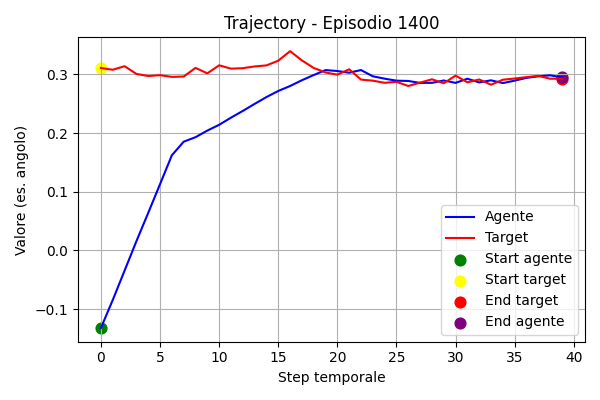 Trajectory - Episodio 1400
Valore (es. angolo)
0.3
0.2
0.1
0.0
−0.1
0 5 10 15 20 25 30 35 40
Step temporale
Agente
Target
Start agente
Start target
End target
End agente